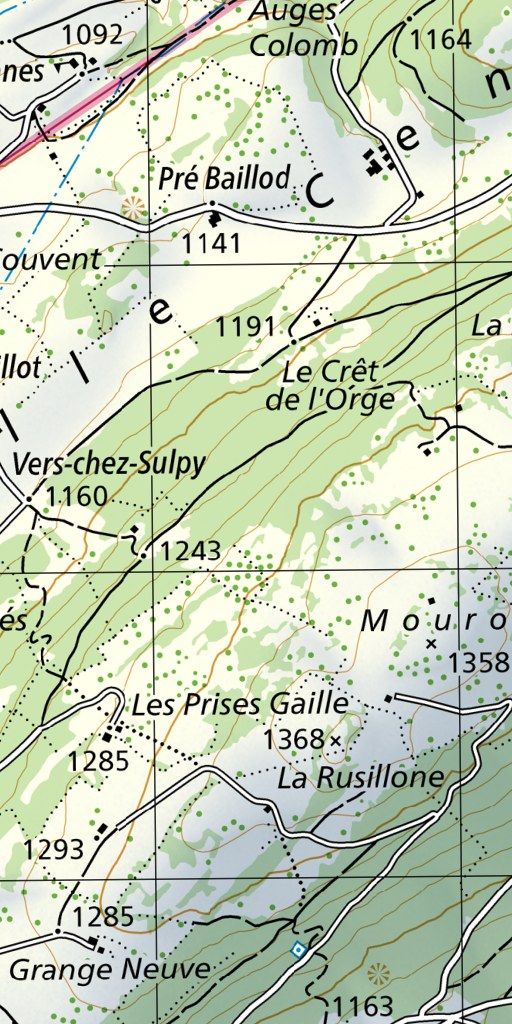 Auges
1092
Colomb
1164
nes
n
e
Pré Baillod
C
1141
ouvent
e
1191
La
llot
l
Le Crêt
de l'Orge
l
Vers-chez-Sulpy
1160
1243
és
Mouro
1358
Les Prises Gaille
1368
1285
La Rusillone
1293
1285
Grange Neuve
1163